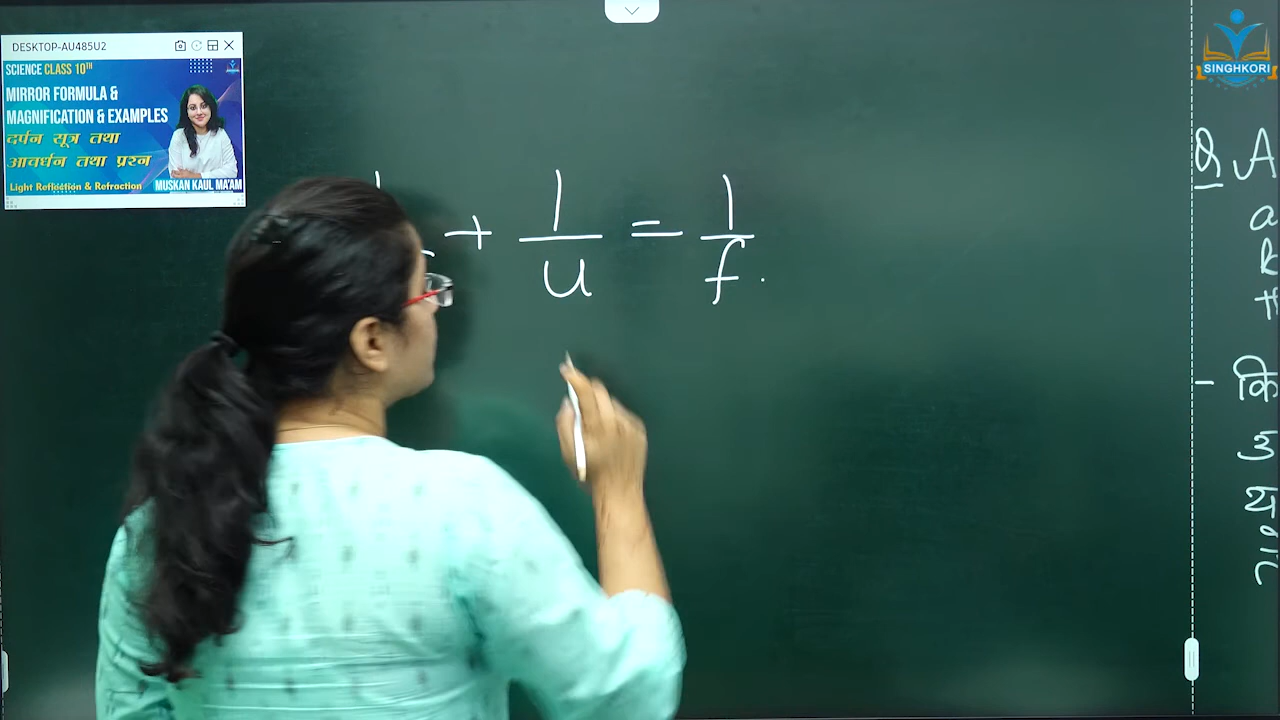 DESKTOP-AU485U2
SCIENCE CLASS 10TH
MIRROR FORMULA &
MAGNIFICATION & EXAMPLES
दर्पन सूत्र तथा
आवर्धन तथा प्रश्न
Light Reflection & Refraction
MUSKAN KAUL MA'AM
SINGHKORI
+ 1/u = 1/f.
Q A
a
R
- कि